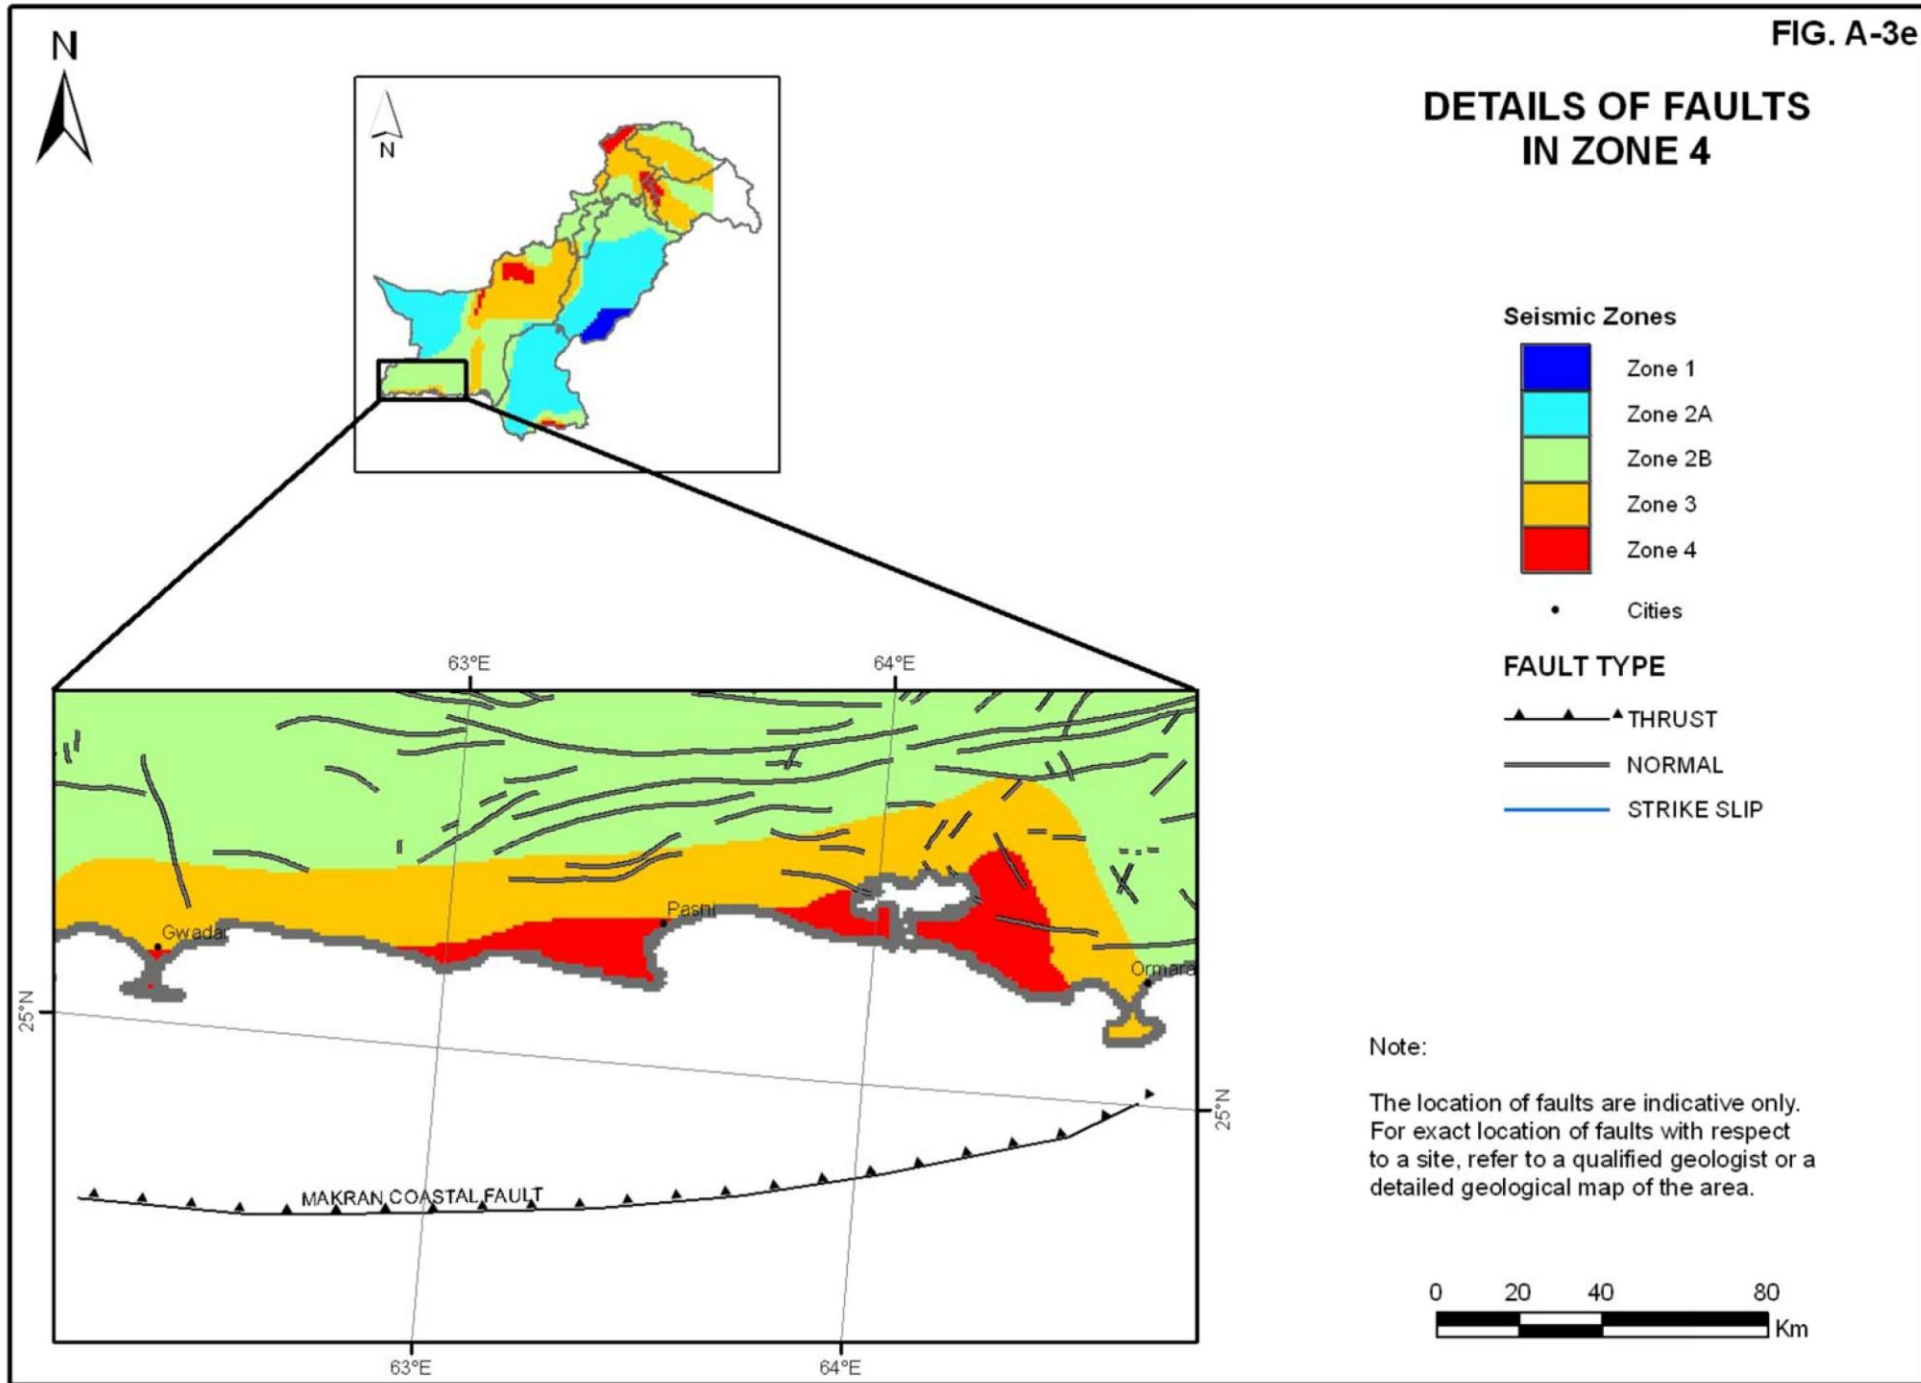 FIG. A-3e
N
N
DETAILS OF FAULTS
IN ZONE 4
Seismic Zones
Zone 1
Zone 2A
Zone 2B
Zone 3
Zone 4
Cities
FAULT TYPE
THRUST
NORMAL
STRIKE SLIP
63°E
64°E
Pasni
Gwadar
Ormara
25°N
25°N
MAKRAN COASTAL FAULT
63°E
64°E
Note:
The location of faults are indicative only.
For exact location of faults with respect
to a site, refer to a qualified geologist or a
detailed geological map of the area.
0 20 40 80
Km